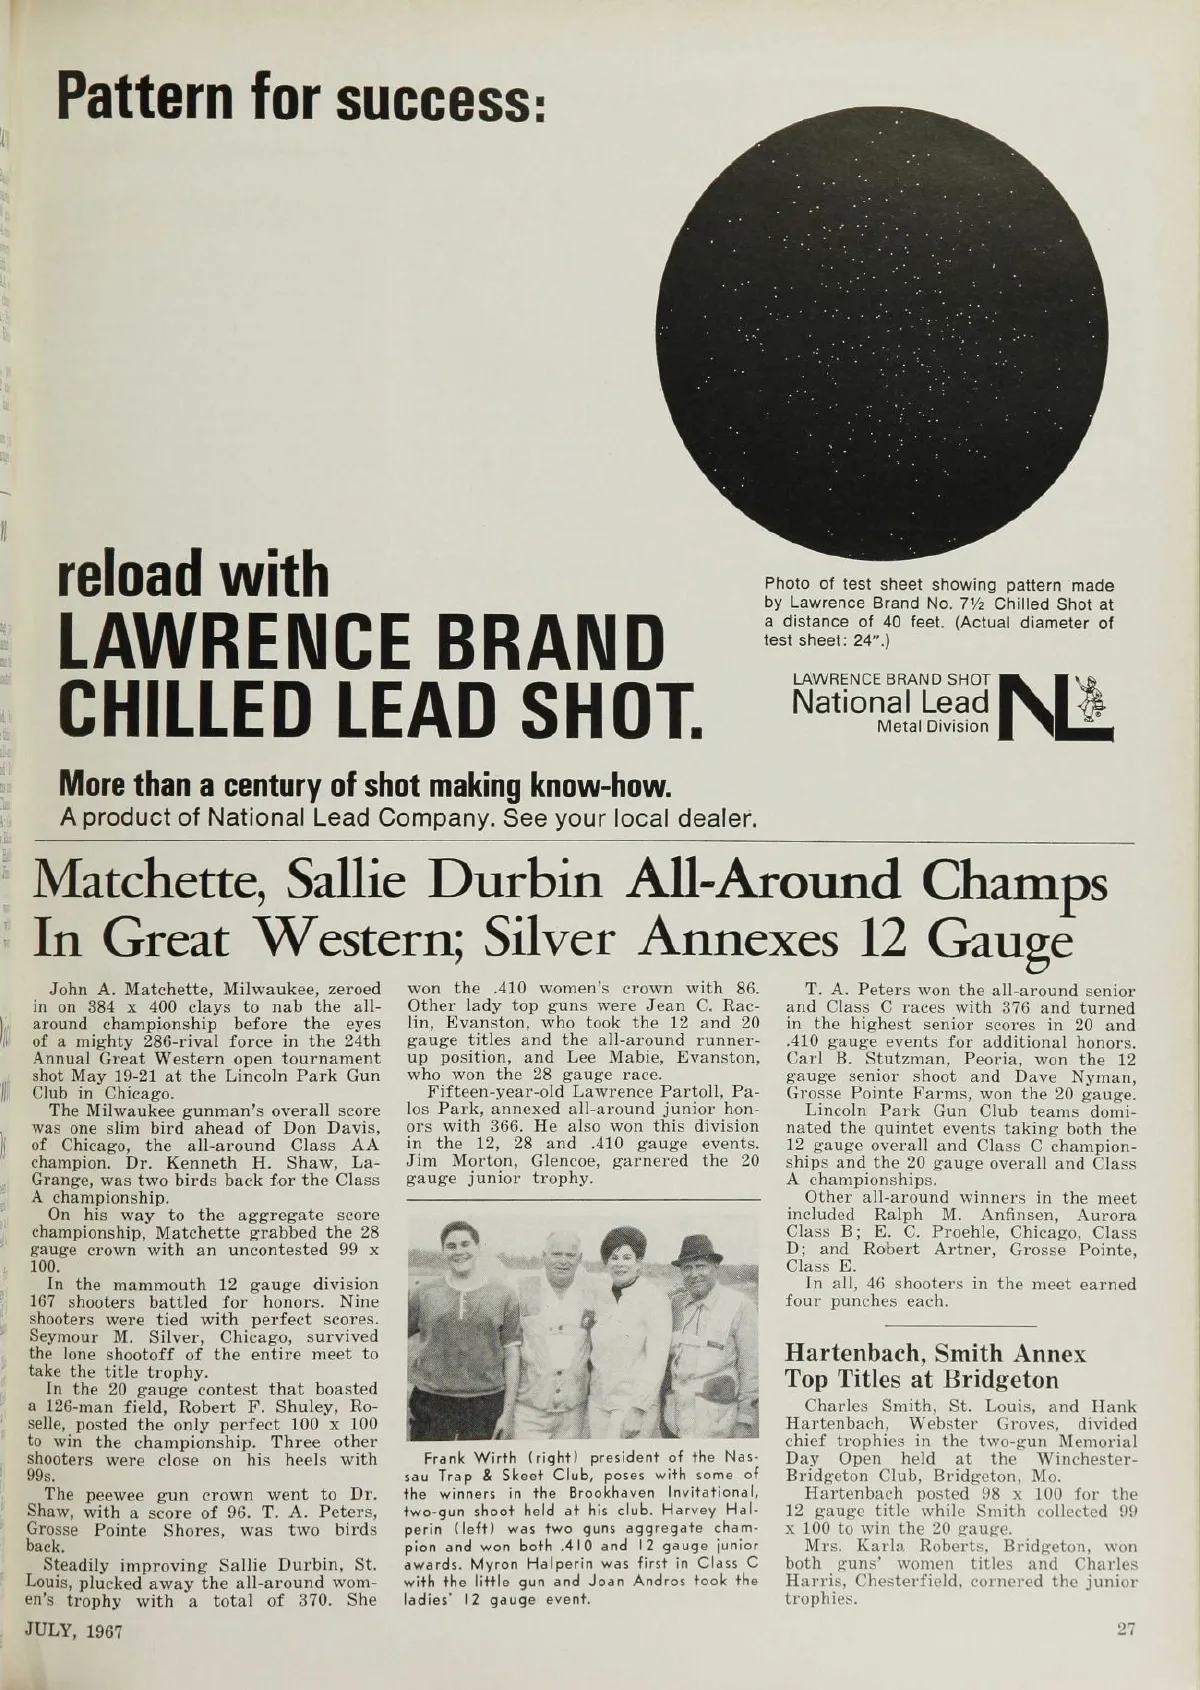 Pattern for success:
reload with
LAWRENCE BRAND
CHILLED LEAD SHOT.
More than a century of shot making know-how.
A product of National Lead Company. See your local dealer.
Photo of test sheet showing pattern made
by Lawrence Brand No. 7½ Chilled Shot at
a distance of 40 feet. (Actual diameter of
test sheet: 24″.)
LAWRENCE BRAND SHOT
National Lead
Metal Division
NL
Matchette, Sallie Durbin All-Around Champs
In Great Western; Silver Annexes 12 Gauge
John A. Matchette, Milwaukee, zeroed
in on 384 x 400 clays to nab the all-
around championship before the eyes
of a mighty 286-rival force in the 24th
Annual Great Western open tournament
shot May 19-21 at the Lincoln Park Gun
Club in Chicago.
The Milwaukee gunman's overall score
was one slim bird ahead of Don Davis,
of Chicago, the all-around Class AA
champion. Dr. Kenneth H. Shaw, La-
Grange, was two birds back for the Class
A championship.
On his way to the aggregate score
championship, Matchette grabbed the 28
gauge crown with an uncontested 99 x
100.
In the mammouth 12 gauge division
167 shooters battled for honors. Nine
shooters were tied with perfect scores.
Seymour M. Silver, Chicago, survived
the lone shootoff of the entire meet to
take the title trophy.
In the 20 gauge contest that boasted
a 126-man field, Robert F. Shuley, Ro-
selle, posted the only perfect 100 x 100
to win the championship. Three other
shooters were close on his heels with
99s.
The peewee gun crown went to Dr.
Shaw, with a score of 96. T. A. Peters,
Grosse Pointe Shores, was two birds
back.
Steadily improving Sallie Durbin, St.
Louis, plucked away the all-around wom-
en's trophy with a total of 370. She
won the .410 women's crown with 86.
Other lady top guns were Jean C. Rac-
lin, Evanston, who took the 12 and 20
gauge titles and the all-around runner-
up position, and Lee Mabie, Evanston,
who won the 28 gauge race.
Fifteen-year-old Lawrence Partoll, Pa-
los Park, annexed all-around junior hon-
ors with 366. He also won this division
in the 12, 28 and .410 gauge events.
Jim Morton, Glencoe, garnered the 20
gauge junior trophy.
Frank Wirth (right) president of the Nas-
sau Trap & Skeet Club, poses with some of
the winners in the Brookhaven Invitational,
two-gun shoot held at his club. Harvey Hal-
perin (left) was two guns aggregate cham-
pion and won both .410 and 12 gauge junior
awards. Myron Halperin was first in Class C
with the little gun and Joan Andros took the
ladies' 12 gauge event.
T. A. Peters won the all-around senior
and Class C races with 376 and turned
in the highest senior scores in 20 and
.410 gauge events for additional honors.
Carl B. Stutzman, Peoria, won the 12
gauge senior shoot and Dave Nyman,
Grosse Pointe Farms, won the 20 gauge.
Lincoln Park Gun Club teams domi-
nated the quintet events taking both the
12 gauge overall and Class C champion-
ships and the 20 gauge overall and Class
A championships.
Other all-around winners in the meet
included Ralph M. Anfinsen, Aurora
Class B; E. C. Proehle, Chicago, Class
D; and Robert Artner, Grosse Pointe,
Class E.
In all, 46 shooters in the meet earned
four punches each.
Hartenbach, Smith Annex
Top Titles at Bridgeton
Charles Smith, St. Louis, and Hank
Hartenbach, Webster Groves, divided
chief trophies in the two-gun Memorial
Day Open held at the Winchester-
Bridgeton Club, Bridgeton, Mo.
Hartenbach posted 98 x 100 for the
12 gauge title while Smith collected 99
x 100 to win the 20 gauge.
Mrs. Karla Roberts, Bridgeton, won
both guns' women titles and Charles
Harris, Chesterfield, cornered the junior
trophies.
JULY, 1967
27